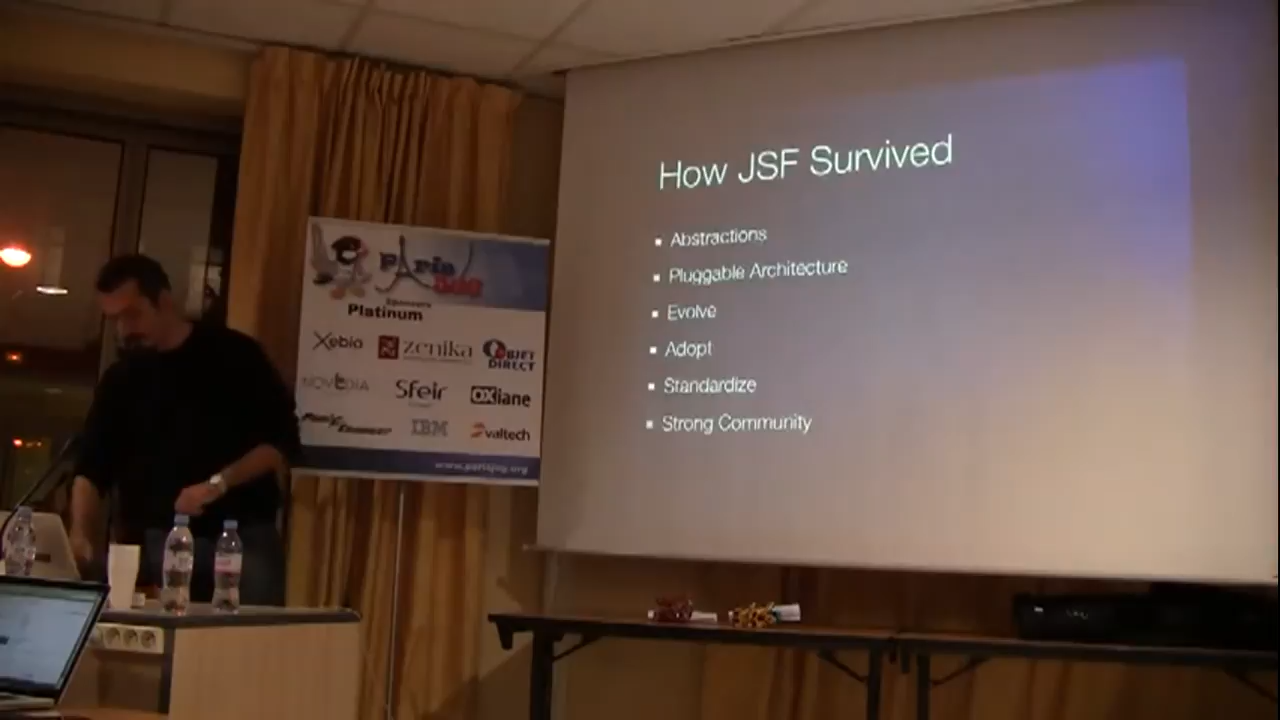 How JSF Survived
Abstractions
Pluggable Architecture
Evolve
Adopt
Standardize
Strong Community
Paris
JUG
Sponsors
Platinum
Xebia
zenika
OBJET DIRECT
NOVEDIA
Sfeir
OXiane
IBM
valtech
www.parisjug.org